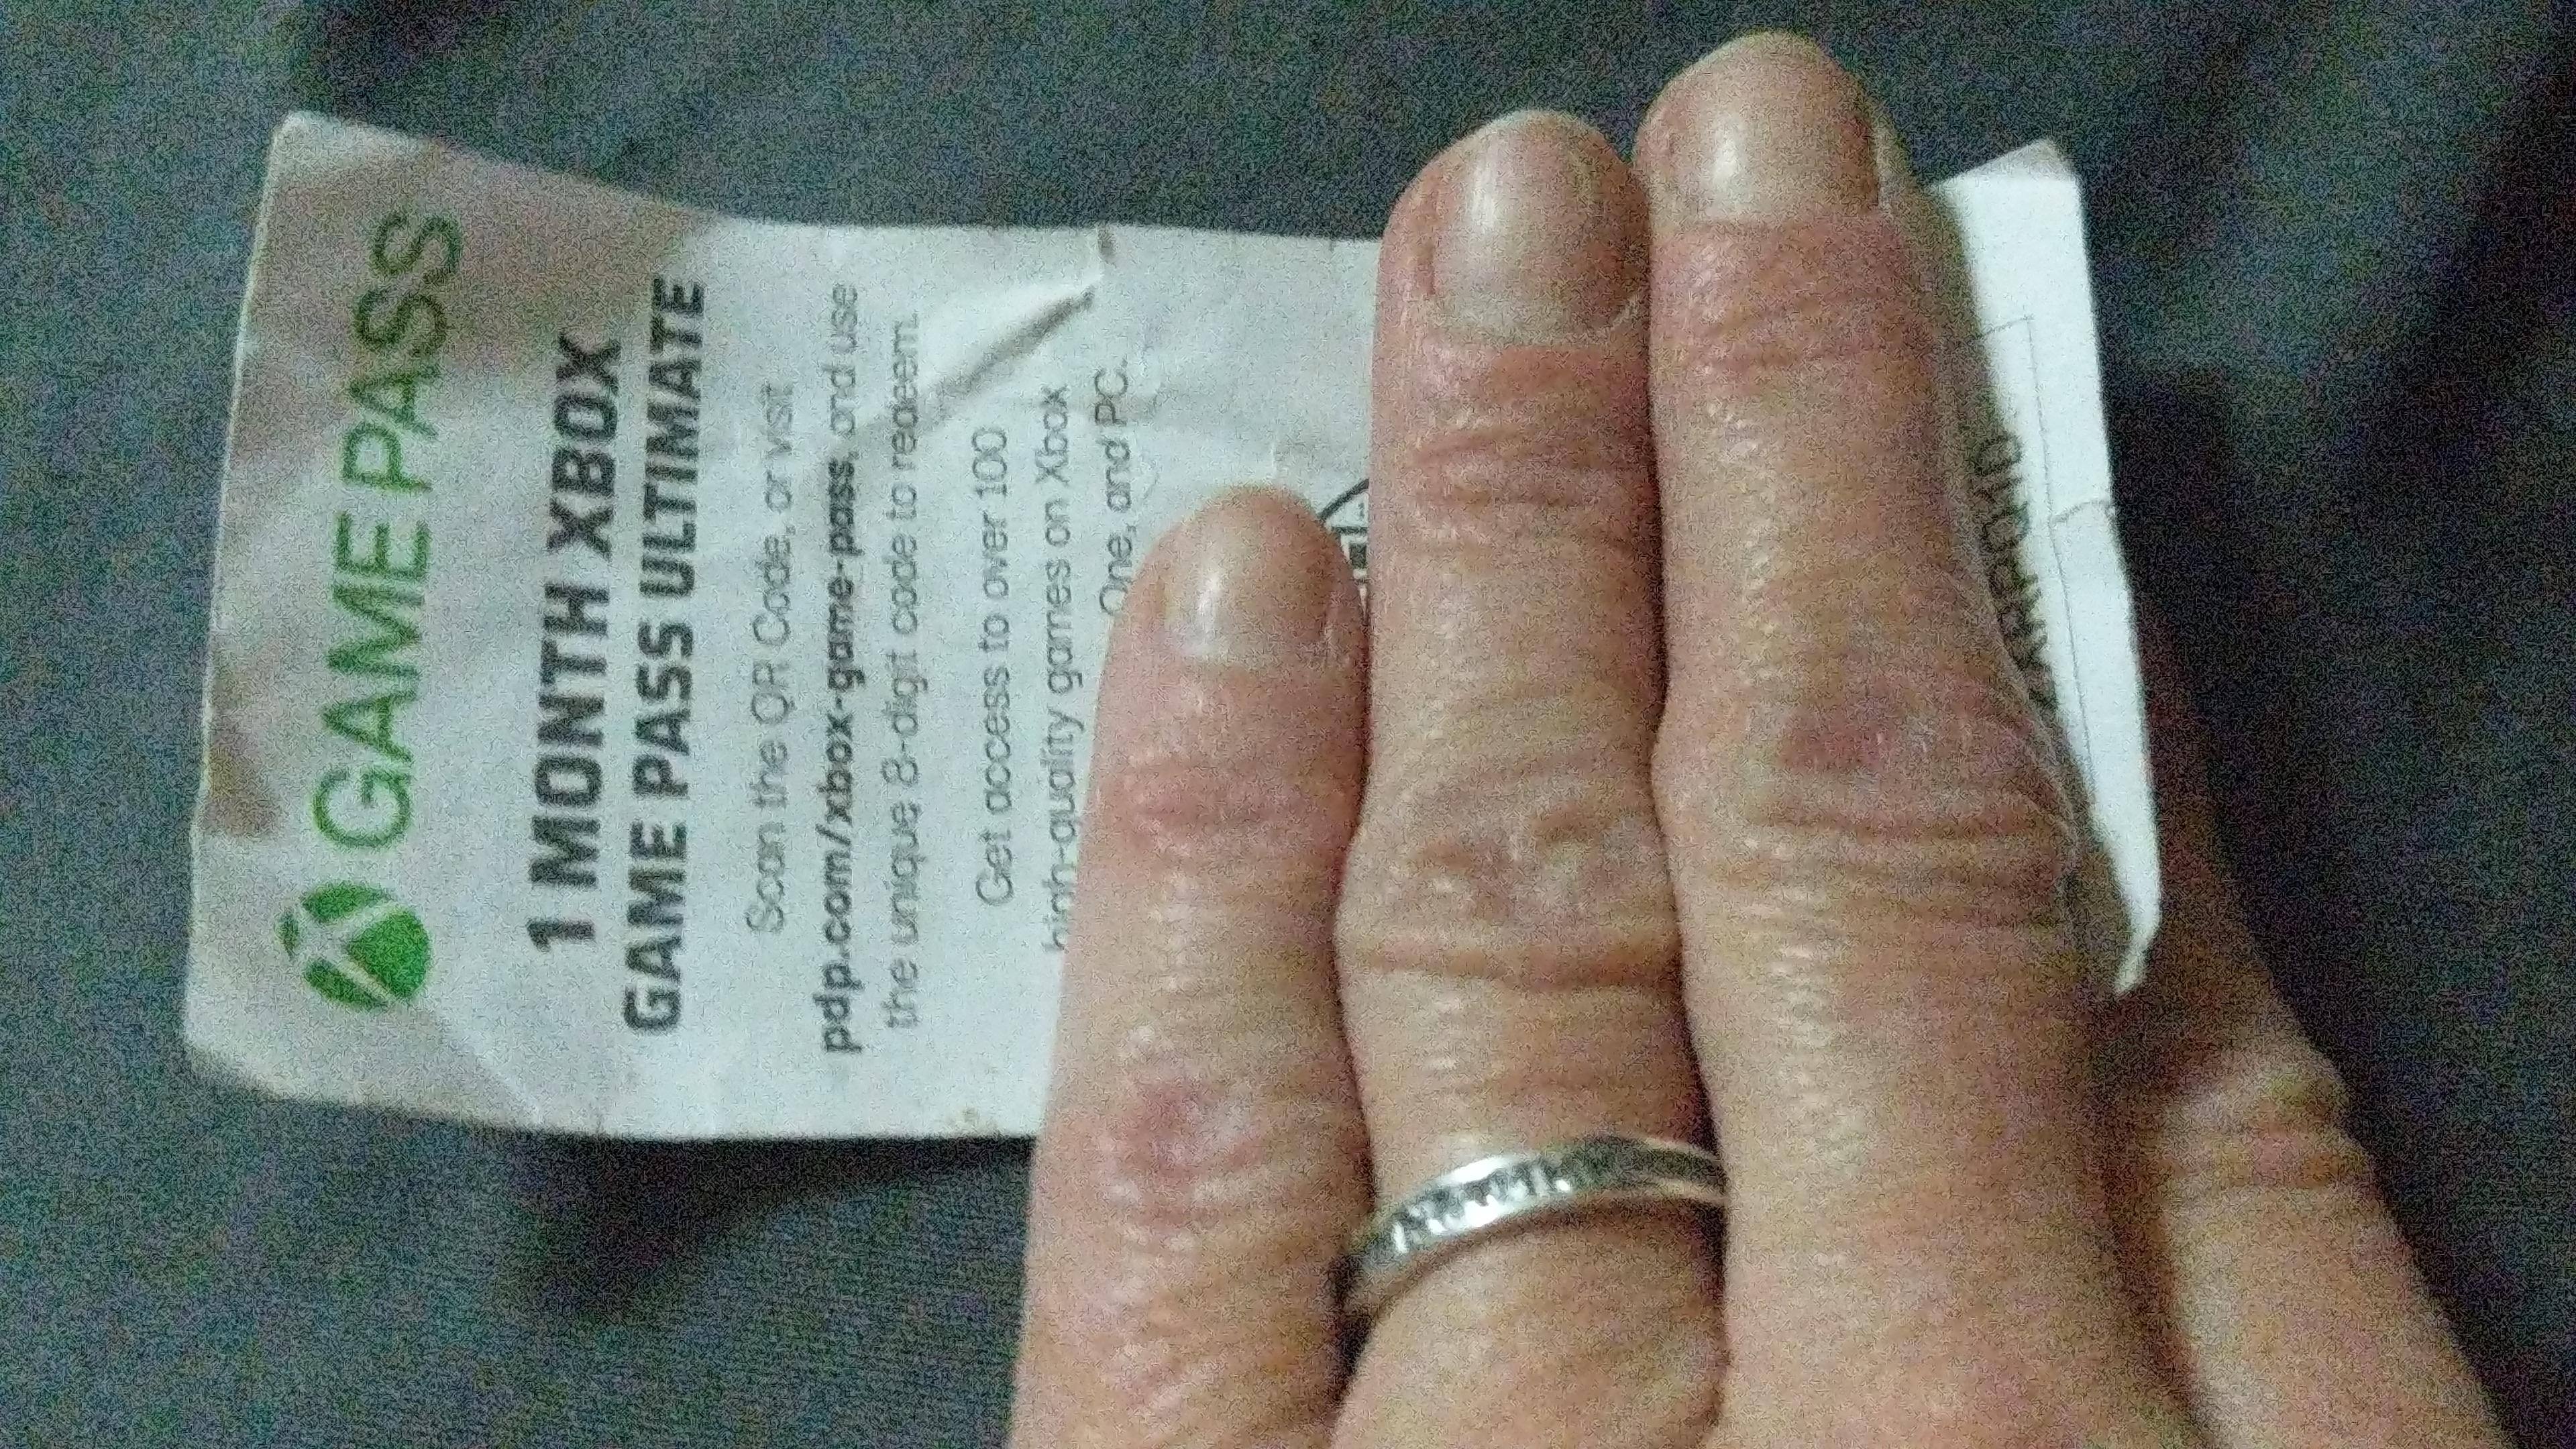 GAME PASS
1 MONTH XBOX
GAME PASS ULTIMATE
Scan the QR Code, or visit
pdp.com/xbox-game-pass, and use
the unique 8-digit code to redeem.
Get access to over 100
high-quality games on Xbox
One, and PC.